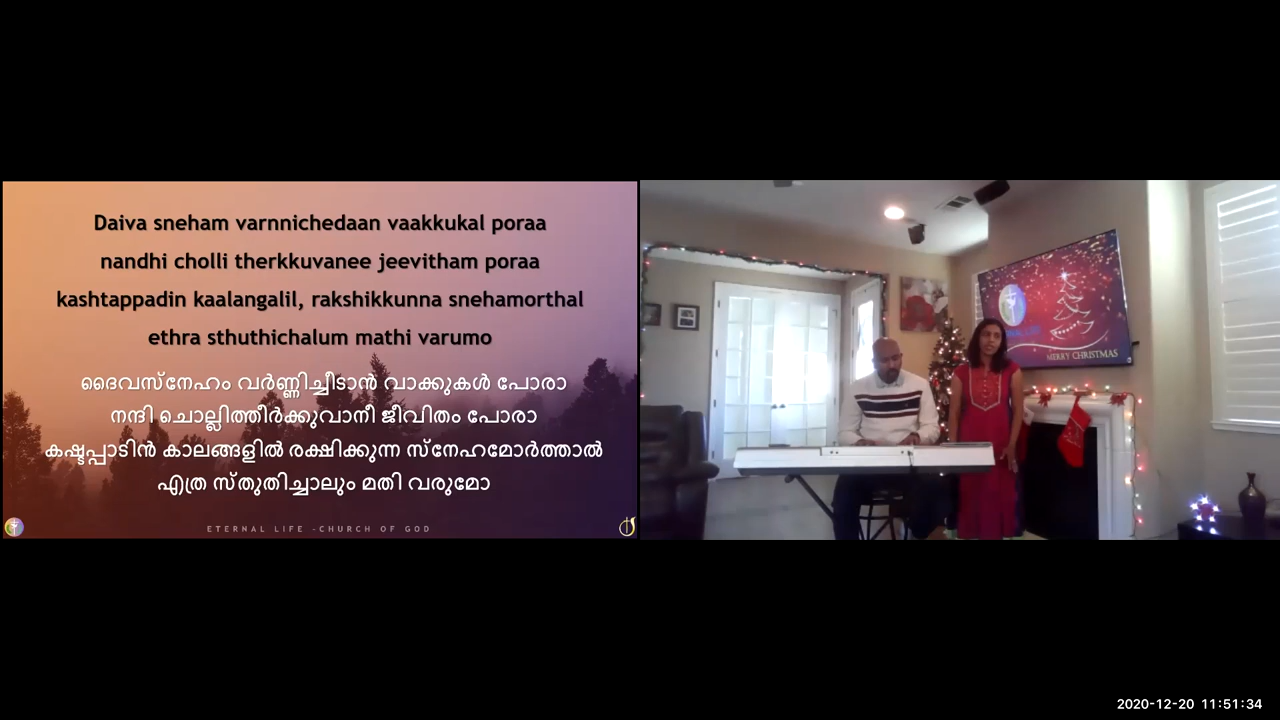 Daiva sneham varnnichedaan vaakkukal poraa
nandhi cholli therkkuvanee jeevitham poraa
kashtappadin kaalangalil, rakshikkunna snehamorthal
ethra sthuthichalum mathi varumo
ദൈവസ്നേഹം വർണ്ണിച്ചീടാൻ വാക്കുകൾ പോരാ
നന്ദി ചൊല്ലിത്തീർക്കുവാനീ ജീവിതം പോരാ
കഷ്ടപ്പാടിൻ കാലങ്ങളിൽ രക്ഷിക്കുന്ന സ്നേഹമോർത്താൽ
എത്ര സ്തുതിച്ചാലും മതി വരുമോ
ETERNAL LIFE -CHURCH OF GOD
MERRY CHRISTMAS
2020-12-20 11:51:34